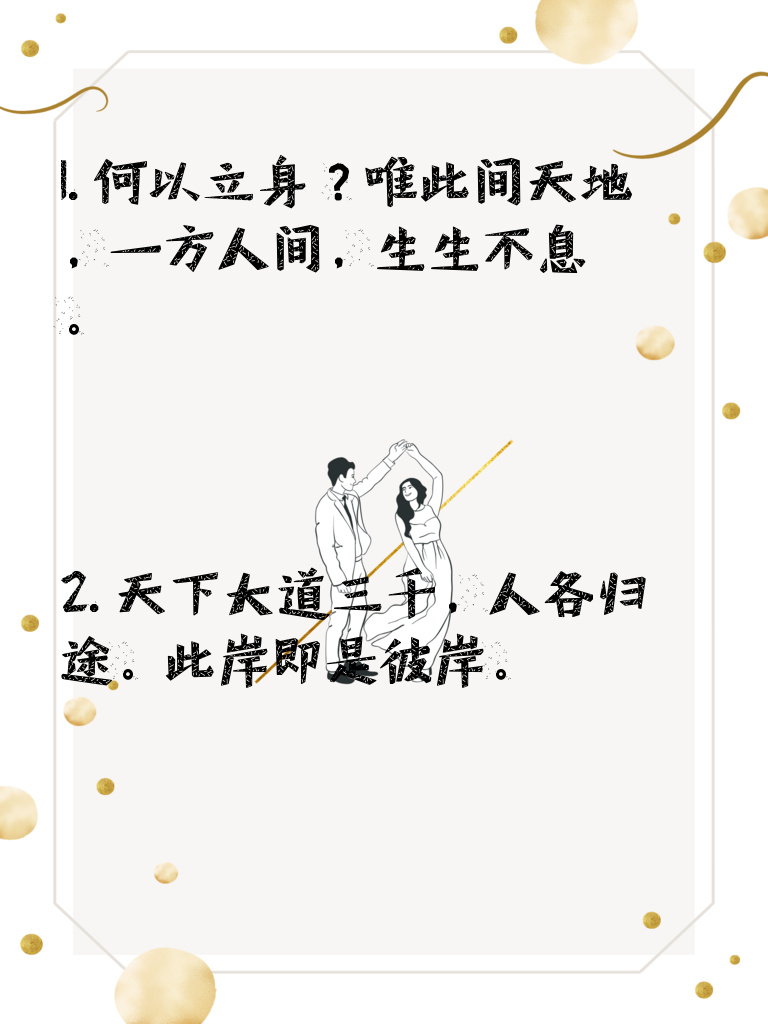 1. 何以立身？唯此间天地
，一方人间，生生不息
。
2. 天下大道三千，人各归
途。此岸即是彼岸。